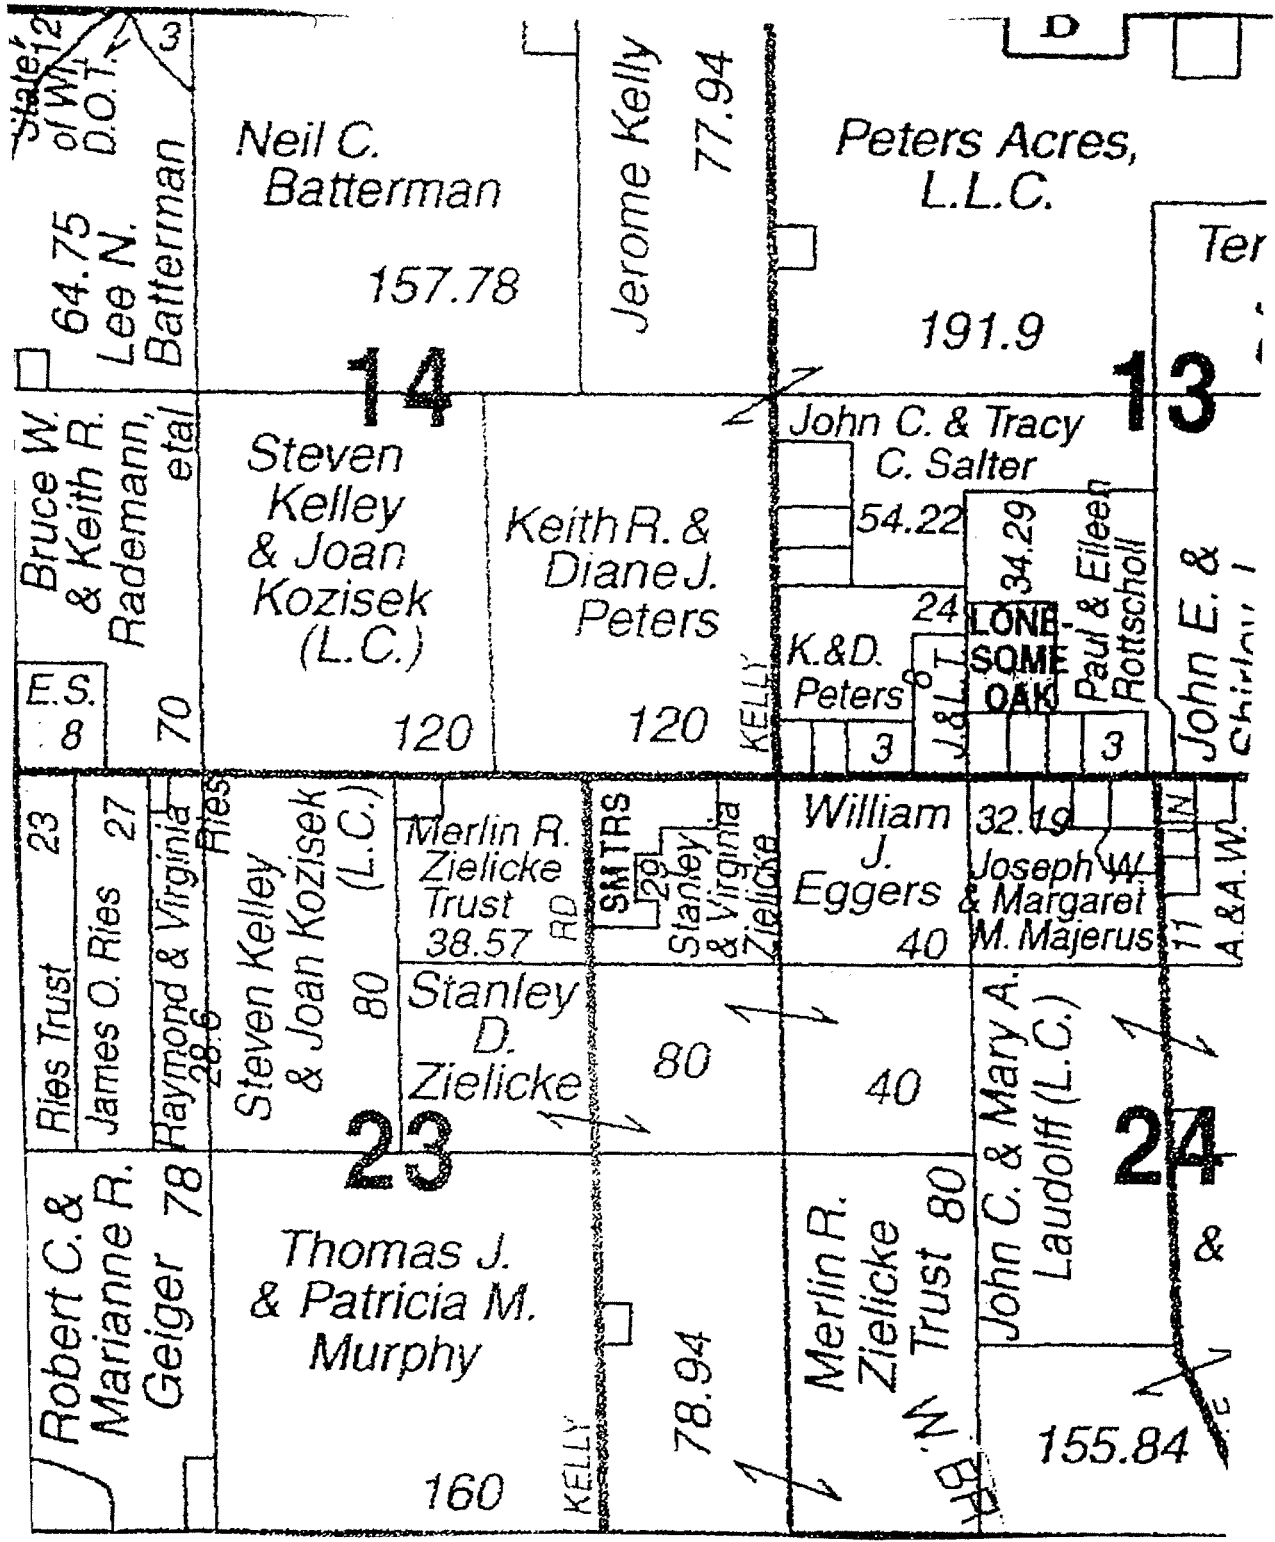 State
of WI
D.O.T.
12
3
64.75
Lee N.
Batterman
Neil C.
Batterman
157.78
Jerome Kelly
77.94
B
Peters Acres,
L.L.C.
191.9
Ter
14
13
Bruce W.
& Keith R.
Rademann,
etal
70
E.S.
8
Steven
Kelley
& Joan
Kozisek
(L.C.)
120
Keith R. &
Diane J.
Peters
120
KELLY
John C. & Tracy
C. Salter
54.22
34.29
Paul & Eileen
Rottscholl
24
LONE-
SOME
OAK
K.&D.
Peters
8
J.& L.T.
3
3
John E. &
23
Ries Trust
27
James O. Ries
Raymond & Virginia
Ries
28.6
Steven Kelley
& Joan Kozisek
(L.C.)
80
Merlin R.
Zielicke
Trust
38.57
RD
SM TRS
29
Stanley
& Virginia
Zielicke
William
J.
Eggers
40
32.19
Joseph W.
& Margaret
M. Majerus
LN
11
A.&A.W.
Stanley
D.
Zielicke
80
40
John C. & Mary A.
Laudolff (L.C.)
23
24
Robert C. &
Marianne R.
Geiger
78
Thomas J.
& Patricia M.
Murphy
160
KELLY
78.94
Merlin R.
Zielicke
Trust 80
W. BR
&
155.84